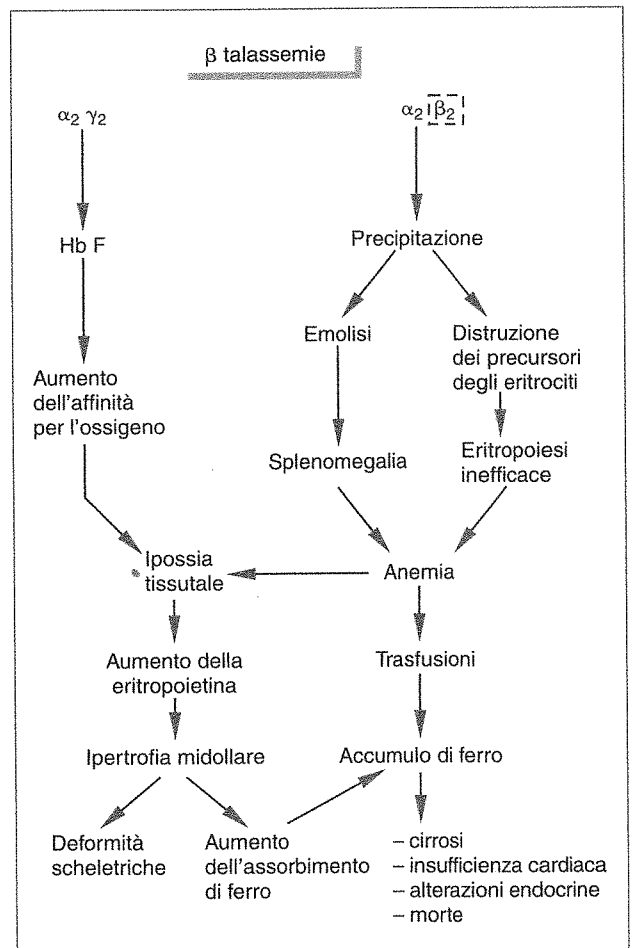 β talassemie
α₂ γ₂
α₂ β₂
Hb F
Precipitazione
Emolisi
Distruzione
dei precursori
degli eritrociti
Aumento
dell'affinità
per l'ossigeno
Splenomegalia
Eritropoiesi
inefficace
Ipossia
tissutale
Anemia
Aumento della
eritropoietina
Trasfusioni
Ipertrofia midollare
Accumulo di ferro
Deformità
scheletriche
Aumento
dell'assorbimento
di ferro
– cirrosi
– insufficienza cardiaca
– alterazioni endocrine
– morte